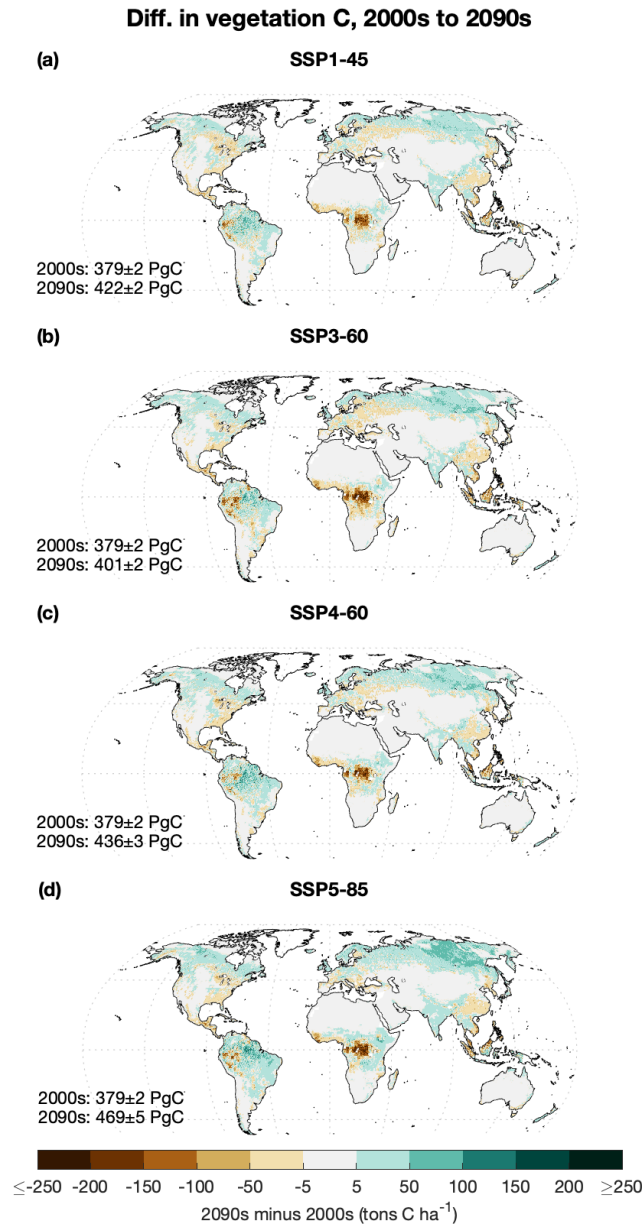 Diff. in vegetation C, 2000s to 2090s
(a)
SSP1-45
2000s: 379±2 PgC
2090s: 422±2 PgC
(b)
SSP3-60
2000s: 379±2 PgC
2090s: 401±2 PgC
(c)
SSP4-60
2000s: 379±2 PgC
2090s: 436±3 PgC
(d)
SSP5-85
2000s: 379±2 PgC
2090s: 469±5 PgC
≤-250 -200 -150 -100 -50 -5 5 50 100 150 200 ≥250
2090s minus 2000s (tons C ha⁻¹)